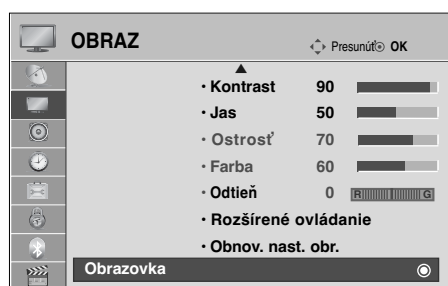 OBRAZ Presunúť OK
• Kontrast 90
• Jas 50
• Ostrosť 70
• Farba 60
• Odtieň 0 R G
• Rozšírené ovládanie
• Obnov. nast. obr.
Obrazovka